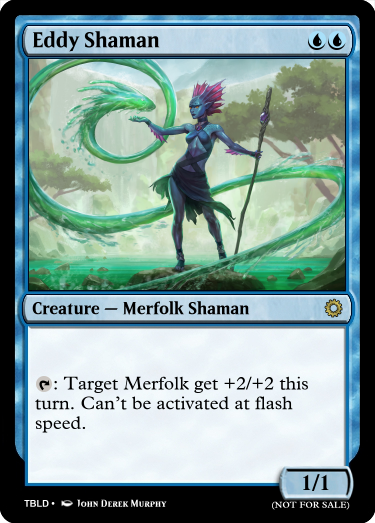 Eddy Shaman
Creature — Merfolk Shaman
: Target Merfolk get +2/+2 this
turn. Can't be activated at flash
speed.
1/1
TBLD • John Derek Murphy
(NOT FOR SALE)